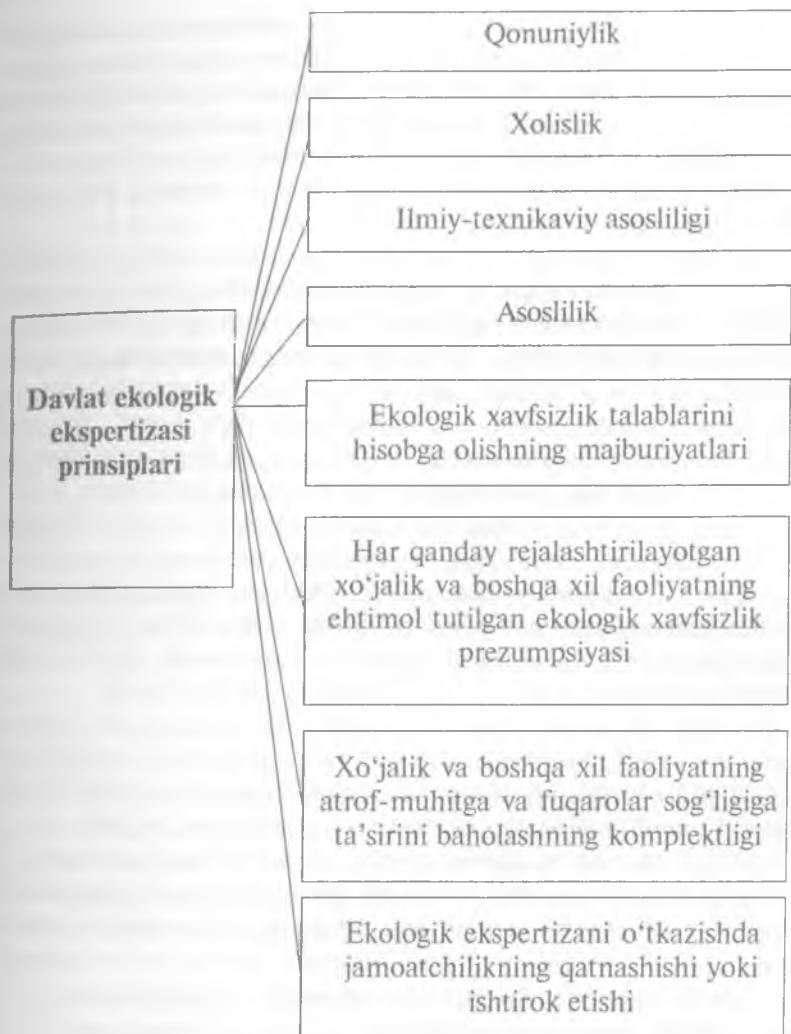 Qonuniylik
Xolislik
Ilmiy-texnikaviy asosliligi
Asoslilik
Davlat ekologik
ekspertizasi
prinsiplari
Ekologik xavfsizlik talablarini
hisobga olishning majburiyatlari
Har qanday rejalashtirilayotgan
xo‘jalik va boshqa xil faoliyatning
ehtimol tutilgan ekologik xavfsizlik
prezumpsiyasi
Xo‘jalik va boshqa xil faoliyatning
atrof-muhitga va fuqarolar sog‘ligiga
ta’sirini baholashning komplektligi
Ekologik ekspertizani o‘tkazishda
jamoatchilikning qatnashishi yoki
ishtirok etishi